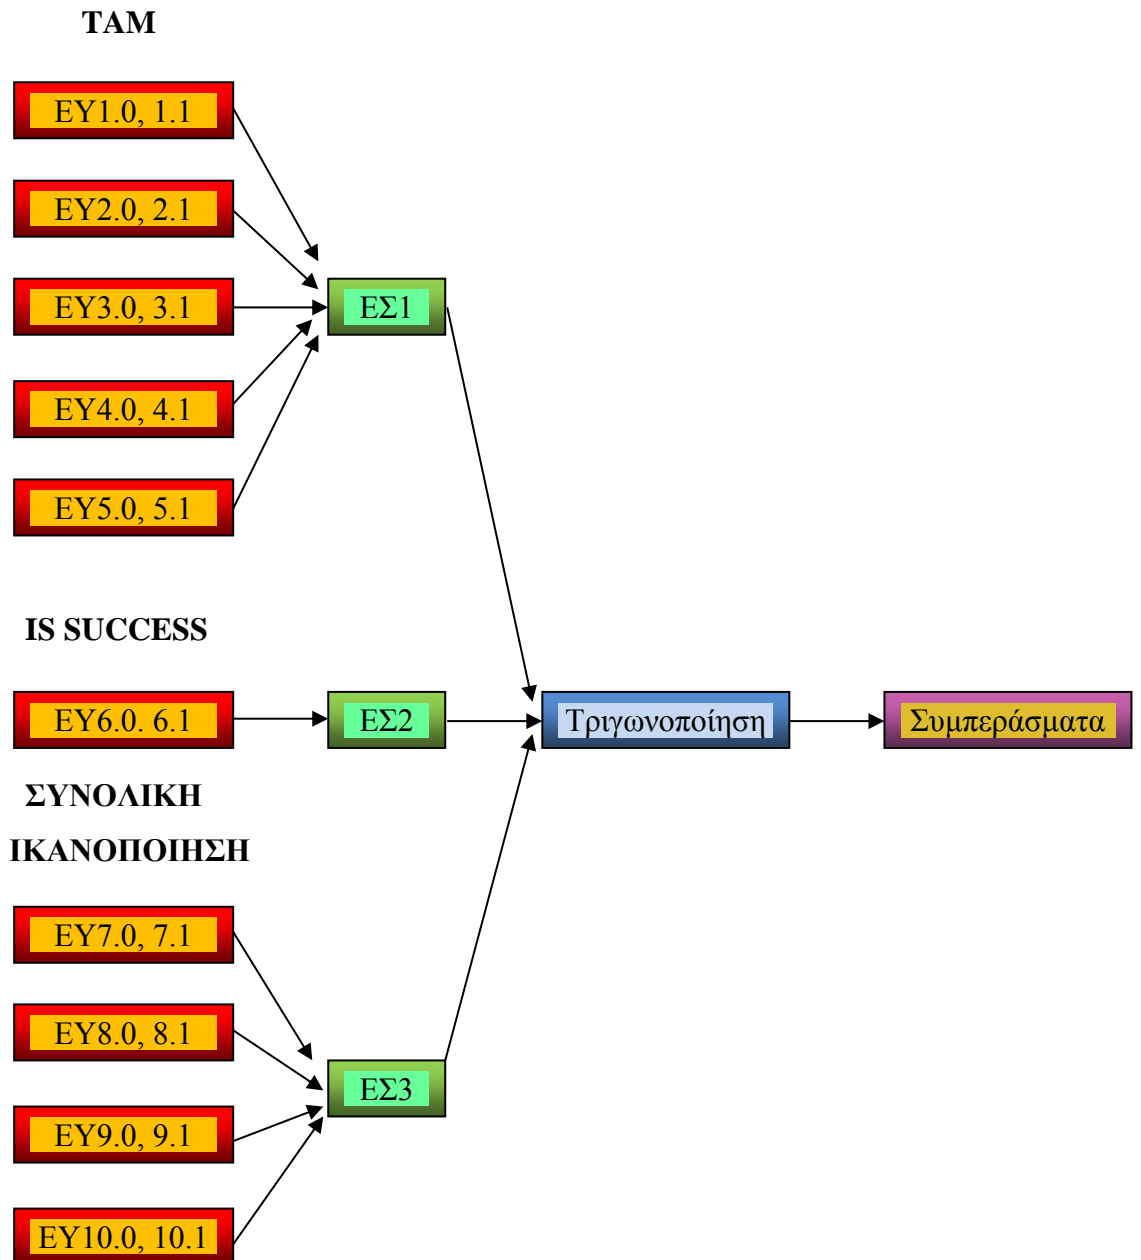 TAM
ΕΥ1.0, 1.1
ΕΥ2.0, 2.1
ΕΥ3.0, 3.1
ΕΣ1
ΕΥ4.0, 4.1
ΕΥ5.0, 5.1
IS SUCCESS
ΕΥ6.0. 6.1
ΕΣ2
Τριγωνοποίηση
Συμπεράσματα
ΣΥΝΟΛΙΚΗ
ΙΚΑΝΟΠΟΙΗΣΗ
ΕΥ7.0, 7.1
ΕΥ8.0, 8.1
ΕΣ3
ΕΥ9.0, 9.1
ΕΥ10.0, 10.1